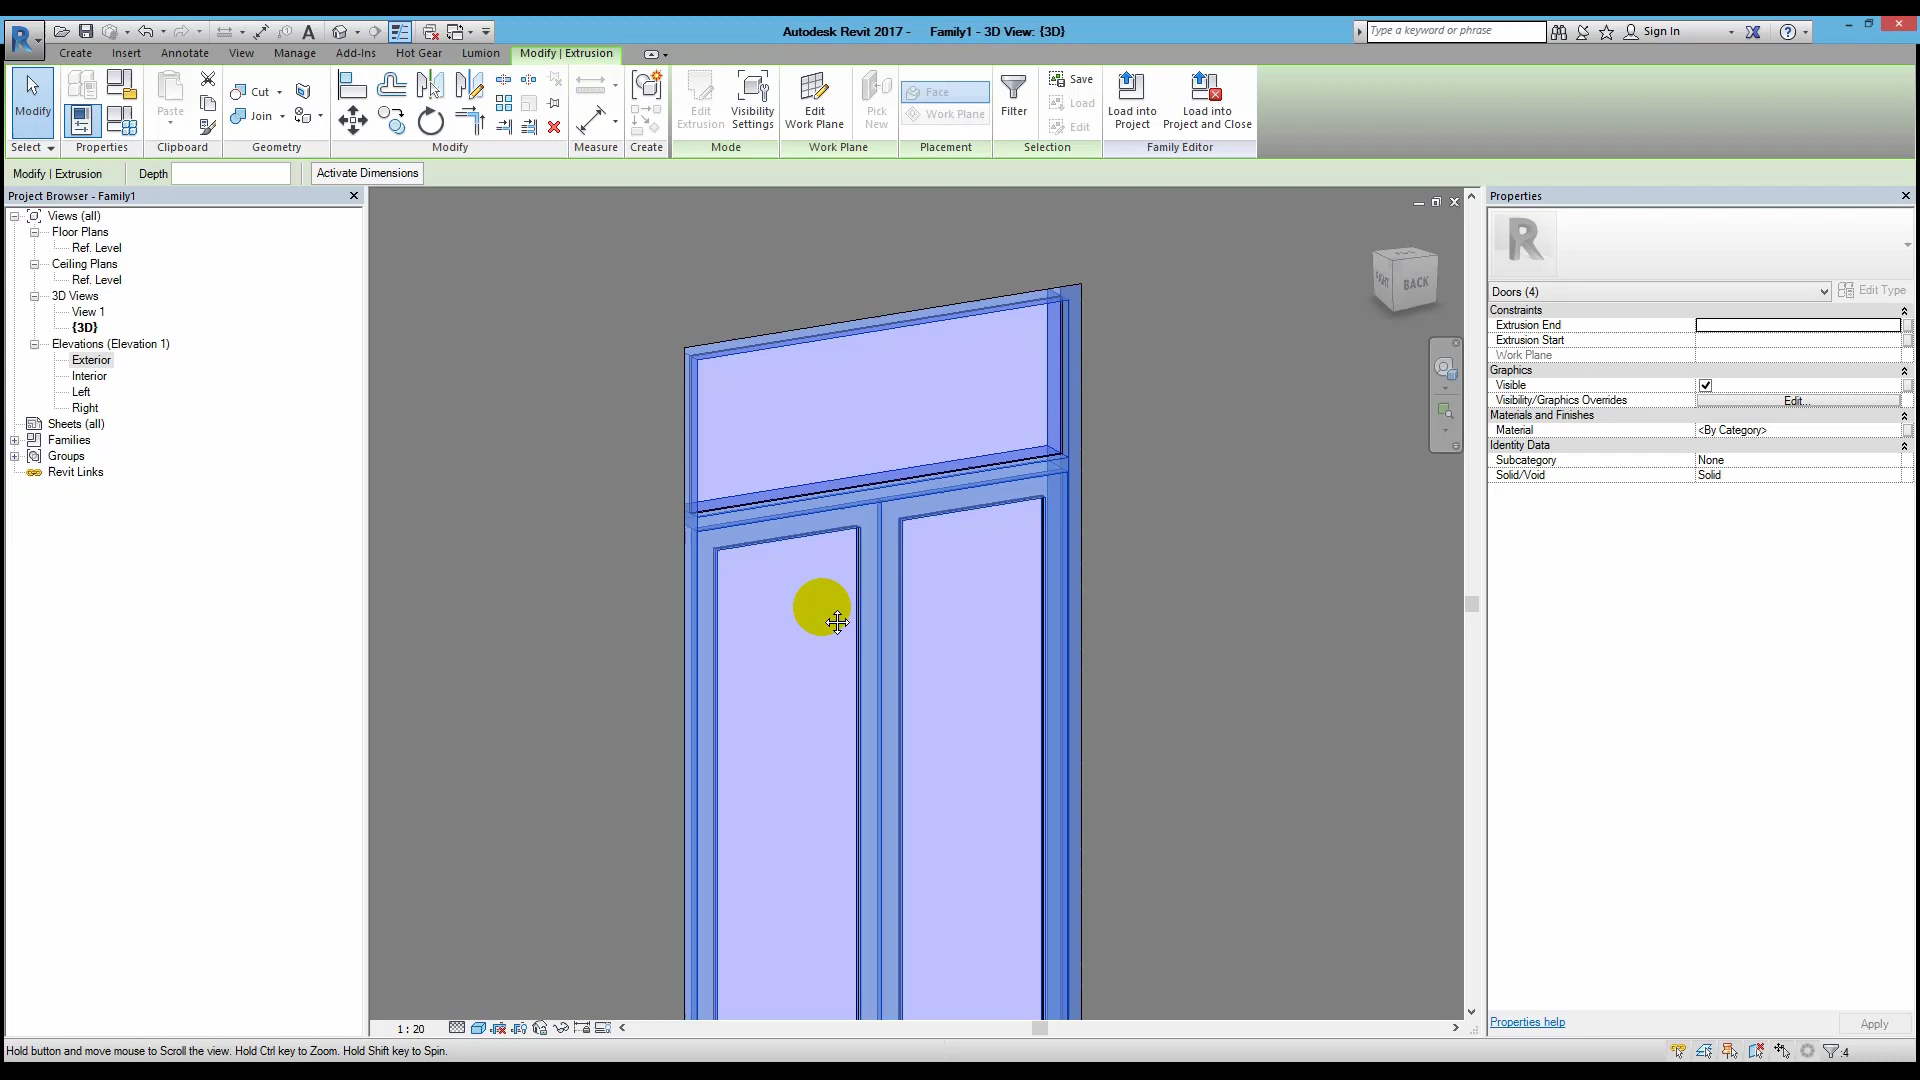 Autodesk Revit 2017 - Family1 - 3D View: {3D}
Type a keyword or phrase
Sign In
Create Insert Annotate View Manage Add-Ins Hot Gear Lumion Modify | Extrusion
Modify
Select
Properties
Paste
Clipboard
Cut
Join
Geometry
Modify
Measure
Create
Edit Extrusion
Visibility Settings
Mode
Edit Work Plane
Pick New
Work Plane
Face
Work Plane
Placement
Filter
Save
Load
Edit
Selection
Load into Project
Load into Project and Close
Family Editor
Modify | Extrusion
Depth
Activate Dimensions
Project Browser - Family1
Views (all)
Floor Plans
Ref. Level
Ceiling Plans
Ref. Level
3D Views
View 1
{3D}
Elevations (Elevation 1)
Exterior
Interior
Left
Right
Sheets (all)
Families
Groups
Revit Links
RIGHT
BACK
Properties
Doors (4)
Edit Type
Constraints
Extrusion End
Extrusion Start
Work Plane
Graphics
Visible
Visibility/Graphics Overrides Edit...
Materials and Finishes
Material <By Category>
Identity Data
Subcategory None
Solid/Void Solid
Properties help
Apply
1 : 20
Hold button and move mouse to Scroll the view. Hold Ctrl key to Zoom. Hold Shift key to Spin.
:4